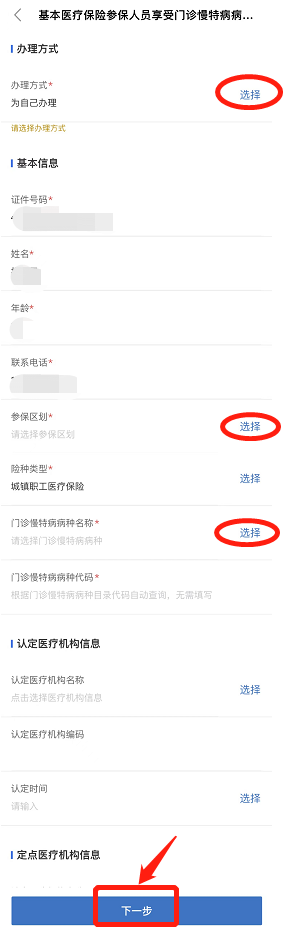 基本医疗保险参保人员享受门诊慢特病病...
办理方式
办理方式*
为自己办理
选择
请选择办理方式
基本信息
证件号码*
姓名*
年龄*
联系电话*
参保区划*
请选择参保区划
选择
险种类型*
城镇职工医疗保险
选择
门诊慢特病病种名称*
请选择门诊慢特病病种
选择
门诊慢特病病种代码*
根据门诊慢特病病种目录代码自动查询，无需填写
认定医疗机构信息
认定医疗机构名称
点击选择医疗机构信息
选择
认定医疗机构编码
认定时间
请输入
选择
定点医疗机构信息
下一步